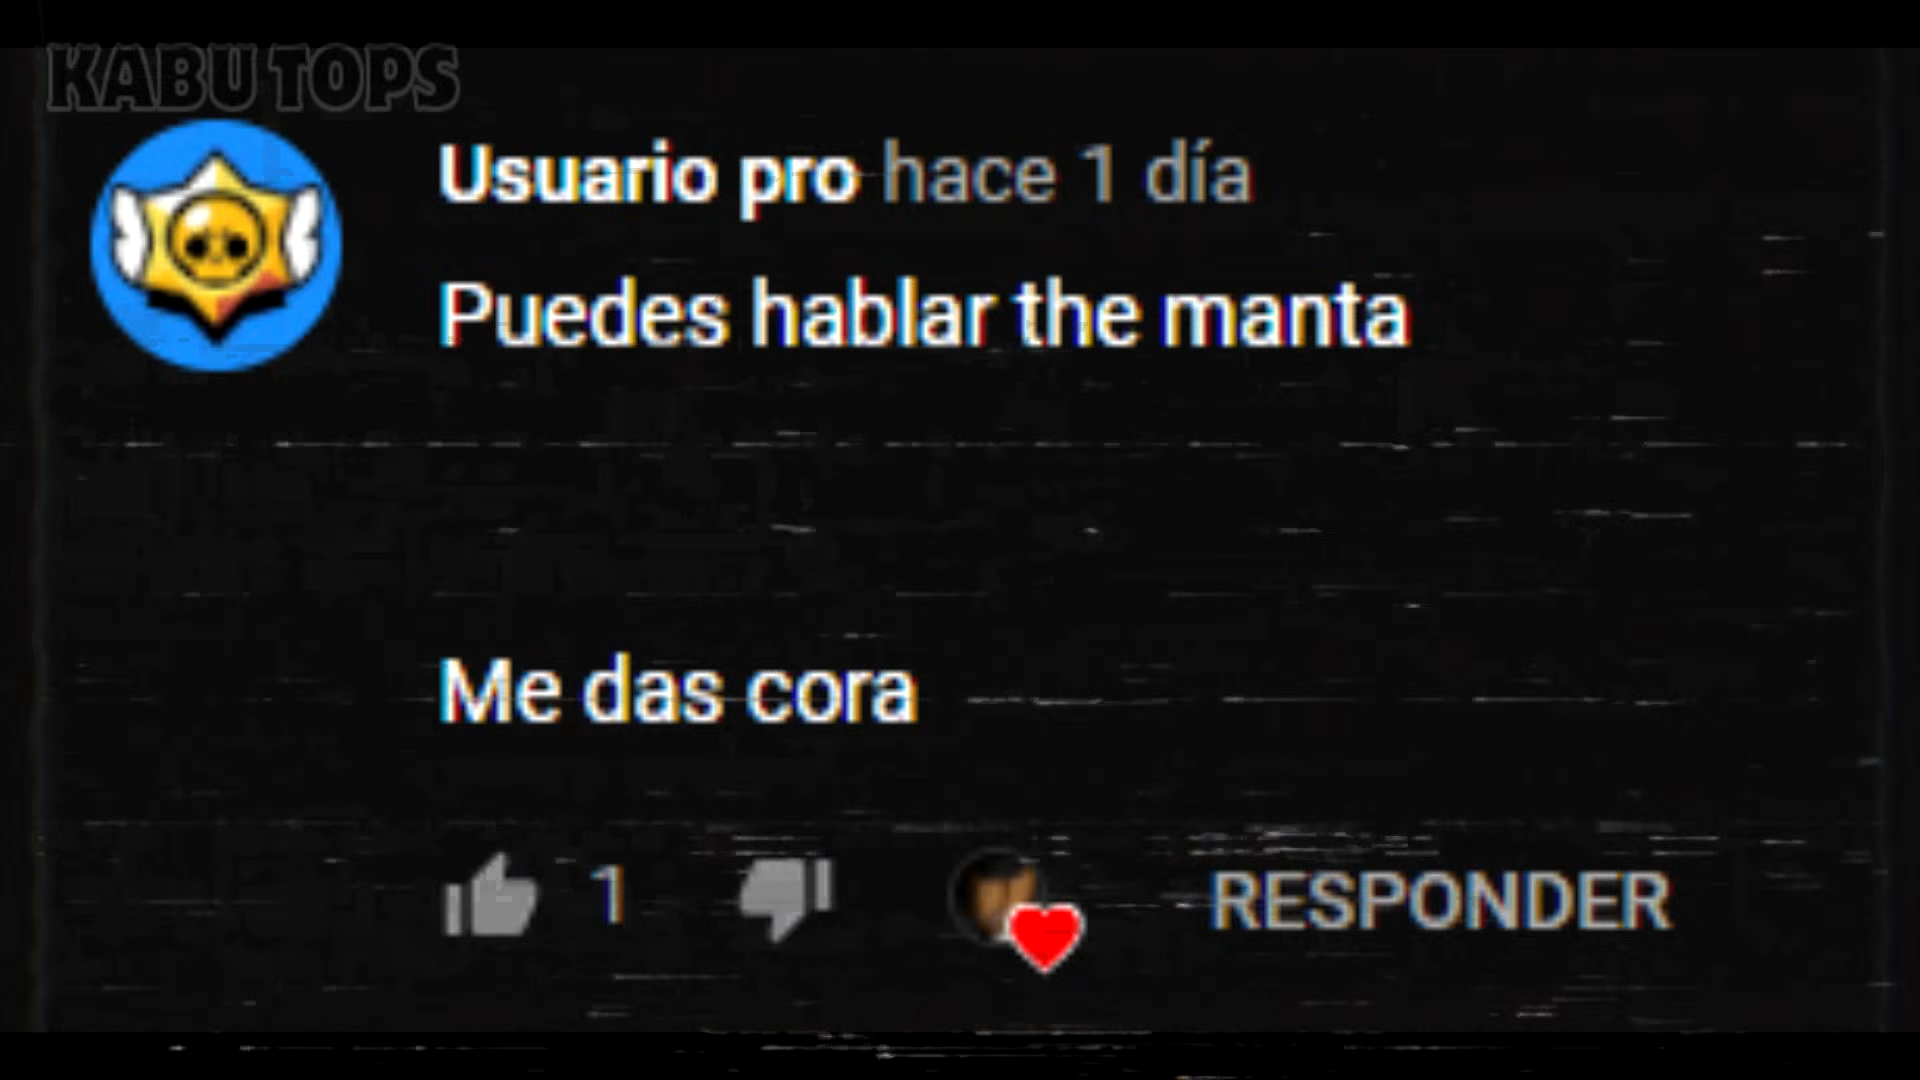 KABU TOPS
Usuario pro hace 1 día
Puedes hablar the manta
Me das cora
1 RESPONDER